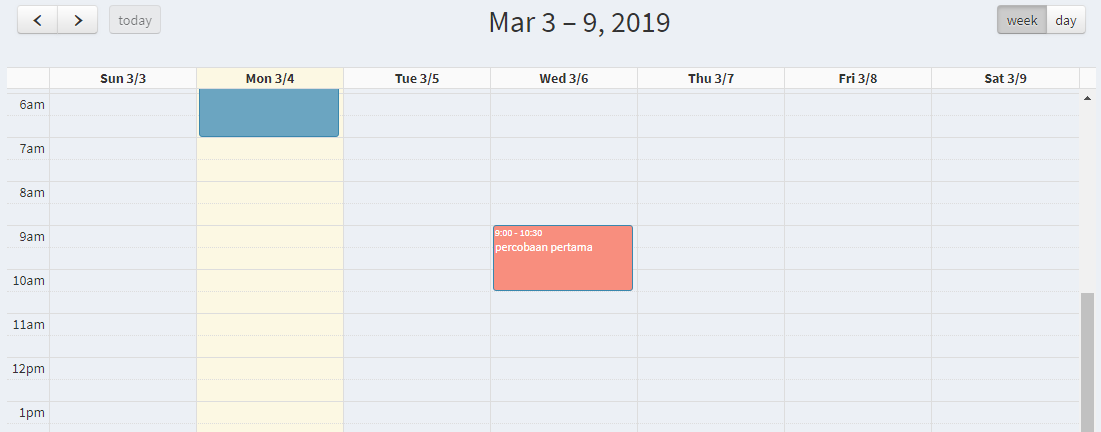 today
Mar 3 – 9, 2019
week day
Sun 3/3 Mon 3/4 Tue 3/5 Wed 3/6 Thu 3/7 Fri 3/8 Sat 3/9
6am
7am
8am
9am
9:00 - 10:30
percobaan pertama
10am
11am
12pm
1pm